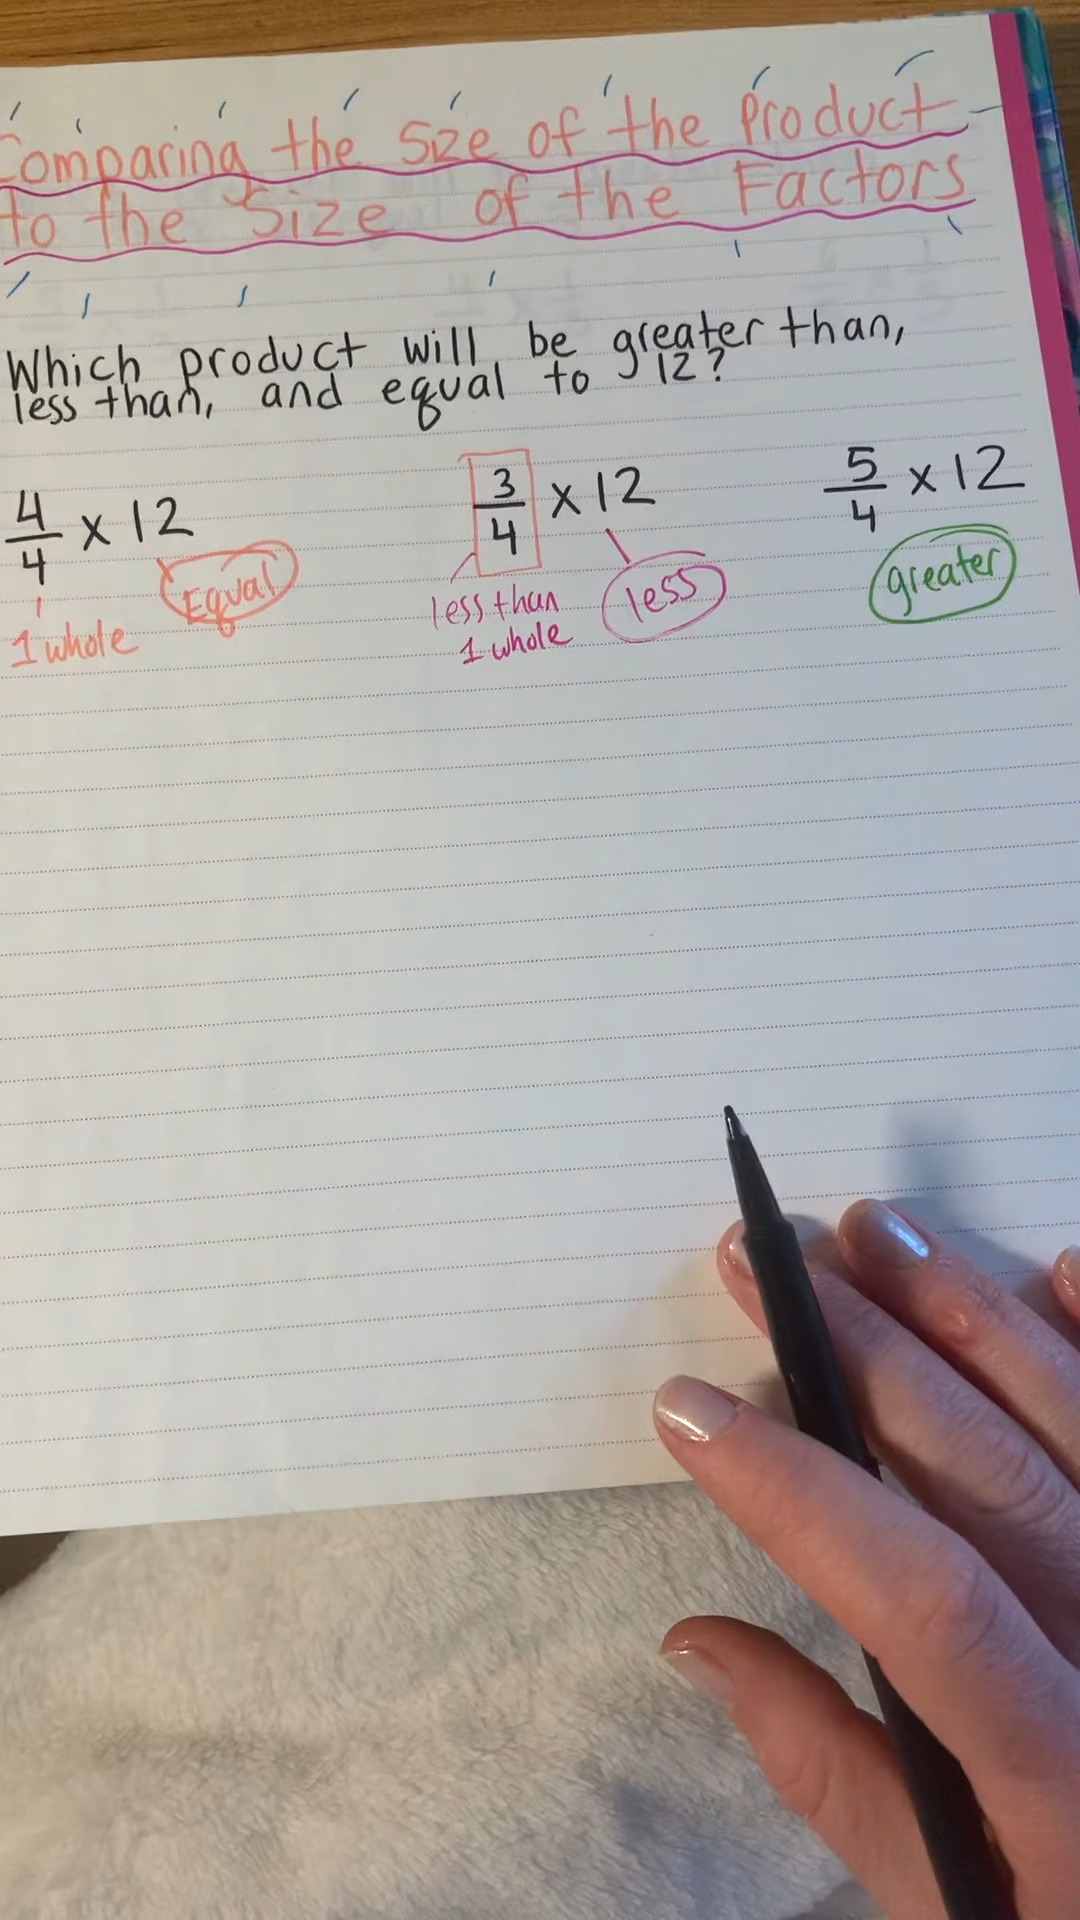 Comparing the Size of the Product
to the Size of the Factors
Which product will be greater than,
less than, and equal to 12?
4/4 x 12
Equal
1 whole
3/4 x 12
less than
1 whole
less
5/4 x 12
greater